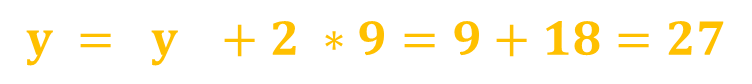 y = y + 2 * 9 = 9 + 18 = 27